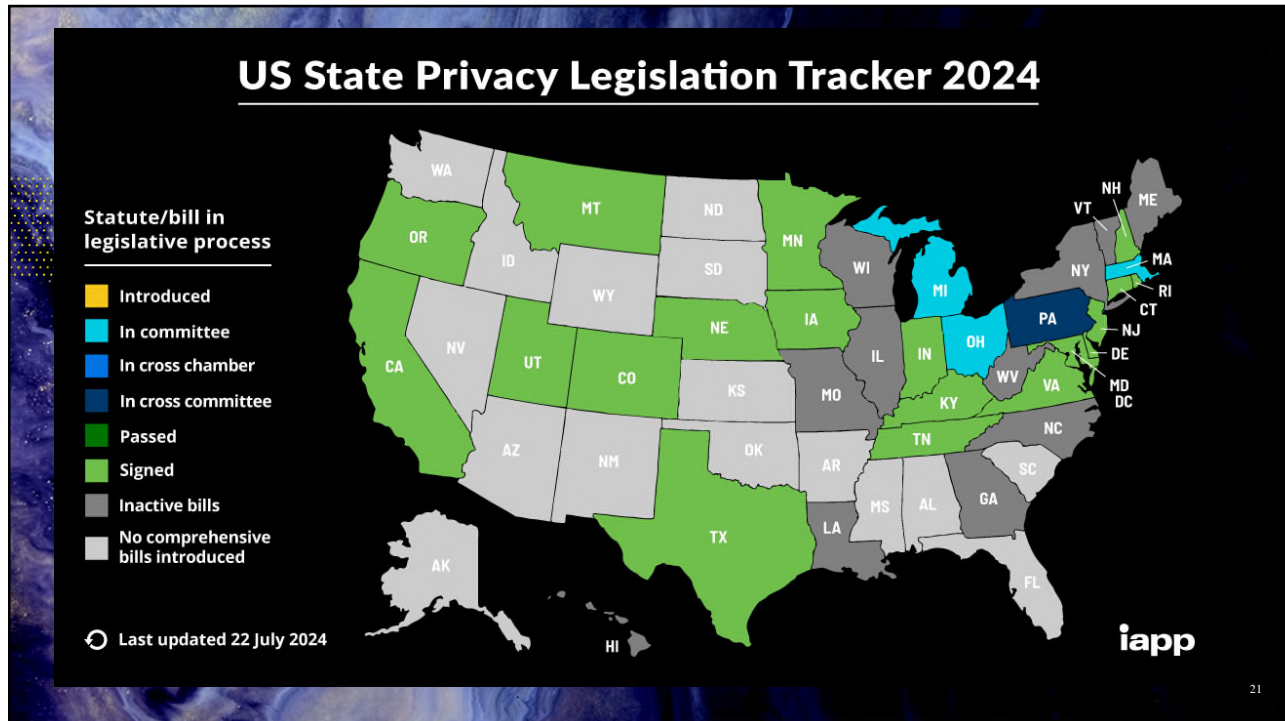 US State Privacy Legislation Tracker 2024
Statute/bill in
legislative process
Introduced
In committee
In cross chamber
In cross committee
Passed
Signed
Inactive bills
No comprehensive
bills introduced
Last updated 22 July 2024
WA
MT
ND
MN
OR
ID
SD
WI
WY
MI
NH
VT
ME
NY
MA
RI
CT
NE
IA
PA
NJ
CA
NV
UT
CO
IL
IN
OH
DE
MD
DC
WV
VA
KS
MO
KY
NC
TN
AZ
NM
OK
AR
SC
MS
AL
GA
LA
TX
FL
AK
HI
iapp
21